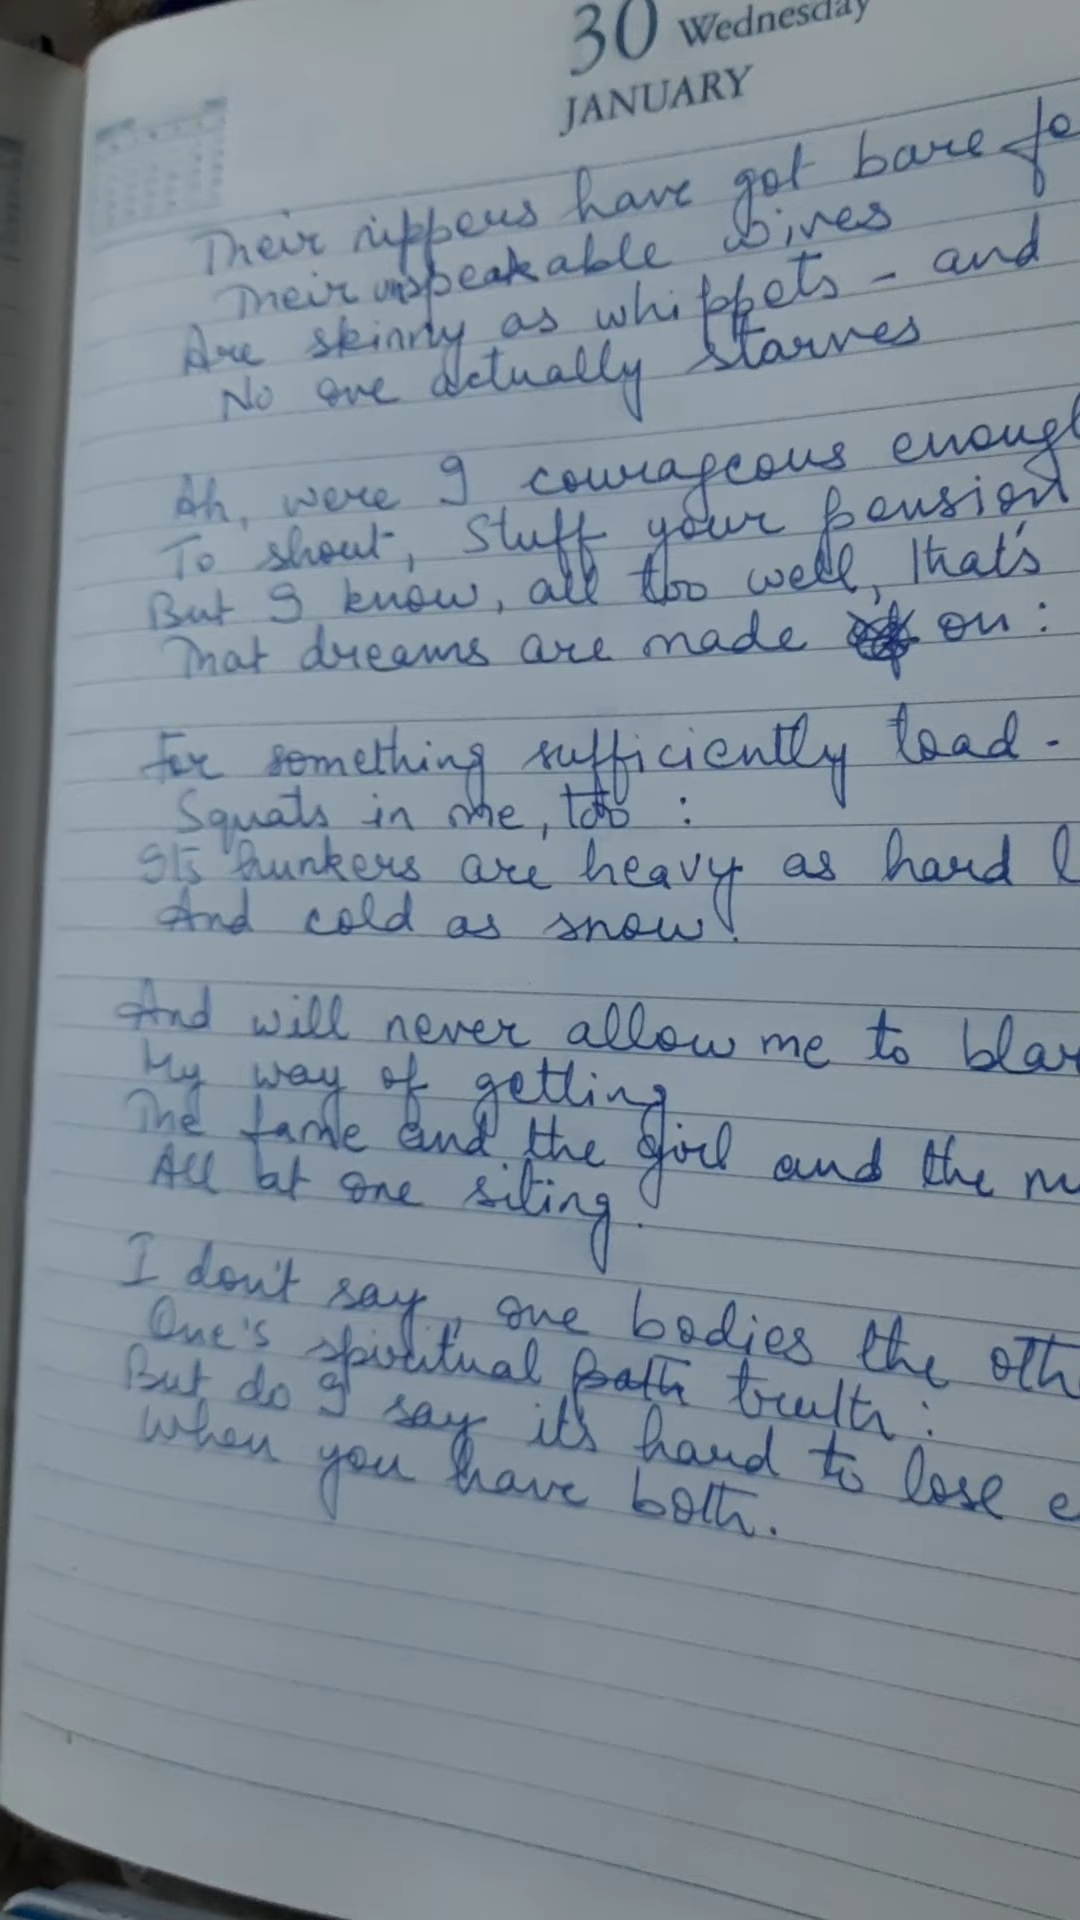 30 Wednesday
JANUARY
Their nippers have got bare
Their unspeakable wives
Are skinny as whippets - and
No one actually starves
Ah, were I courageous enough
To shout, Stuff your pension
But I know, all too well, that's
That dreams are made on :
For something sufficiently toad -
Squats in me, too :
Its hunkers are heavy as hard
And cold as snow.
And will never allow me to
My way of getting
The fame and the girl and the
All at one siting.
I don't say, one bodies the
One's spiritual path truth :
But do I say it's hard to lose
When you have both.